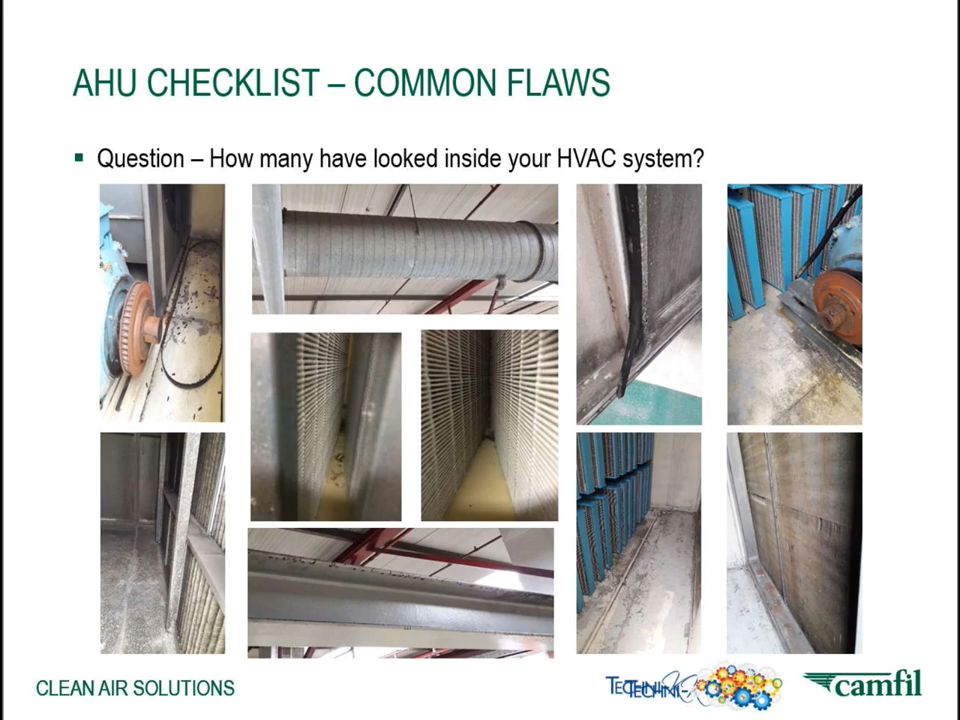 AHU CHECKLIST – COMMON FLAWS
▪ Question – How many have looked inside your HVAC system?
CLEAN AIR SOLUTIONS
camfil